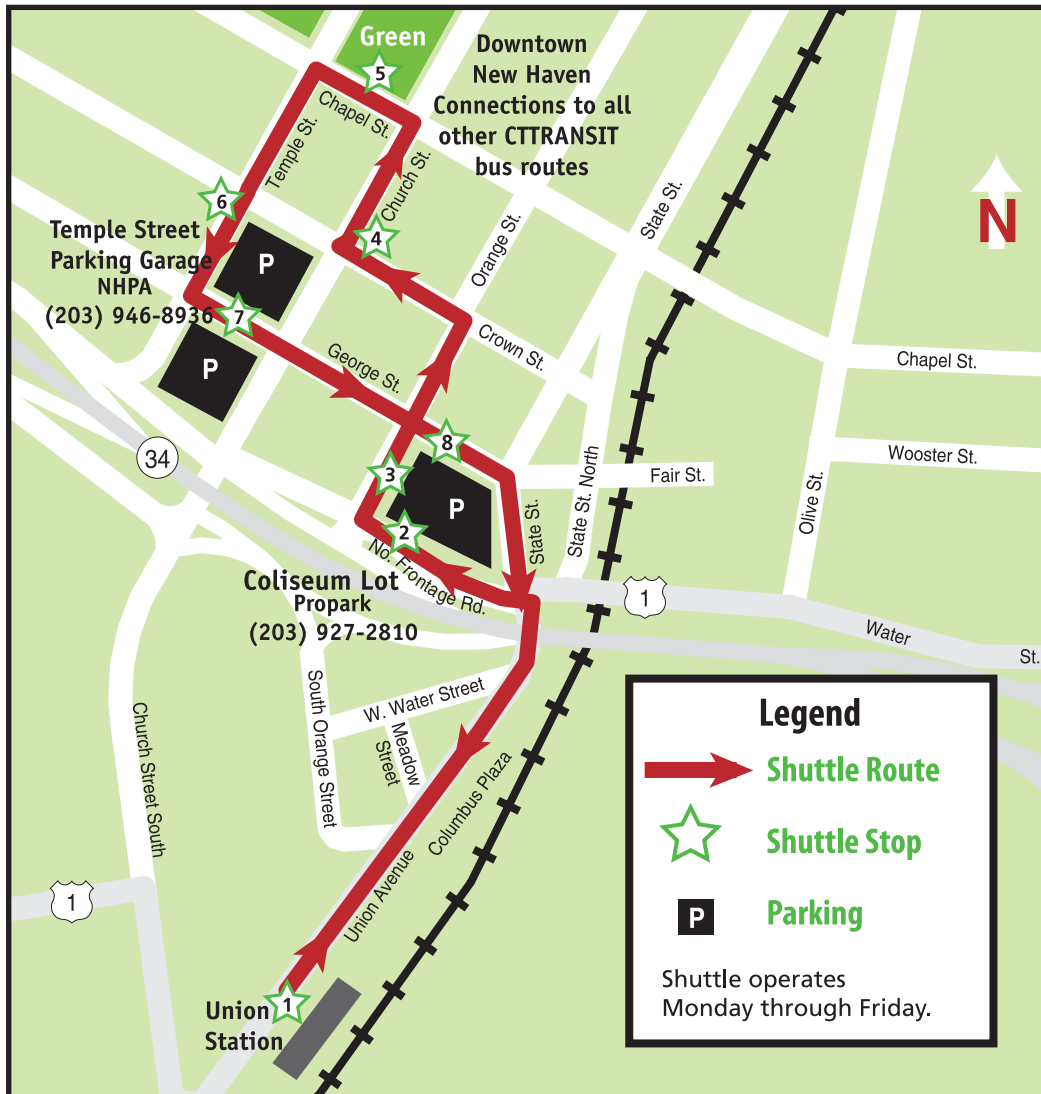 Green
5
Downtown
New Haven
Connections to all
other CTTRANSIT
bus routes
Chapel St.
Temple St.
Church St.
6
4
Temple Street
Parking Garage
NHPA
(203) 946-8936
P
7
P
Orange St.
State St.
N
Crown St.
George St.
Chapel St.
Wooster St.
Olive St.
34
8
3
P
2
Fair St.
State St. North
State St.
No. Frontage Rd.
Coliseum Lot
Propark
(203) 927-2810
1
Water
St.
W. Water Street
South Orange Street
Meadow
Street
Church Street South
Columbus Plaza
Union Avenue
1
Union
Station
1
Legend
Shuttle Route
Shuttle Stop
P
Parking
Shuttle operates
Monday through Friday.